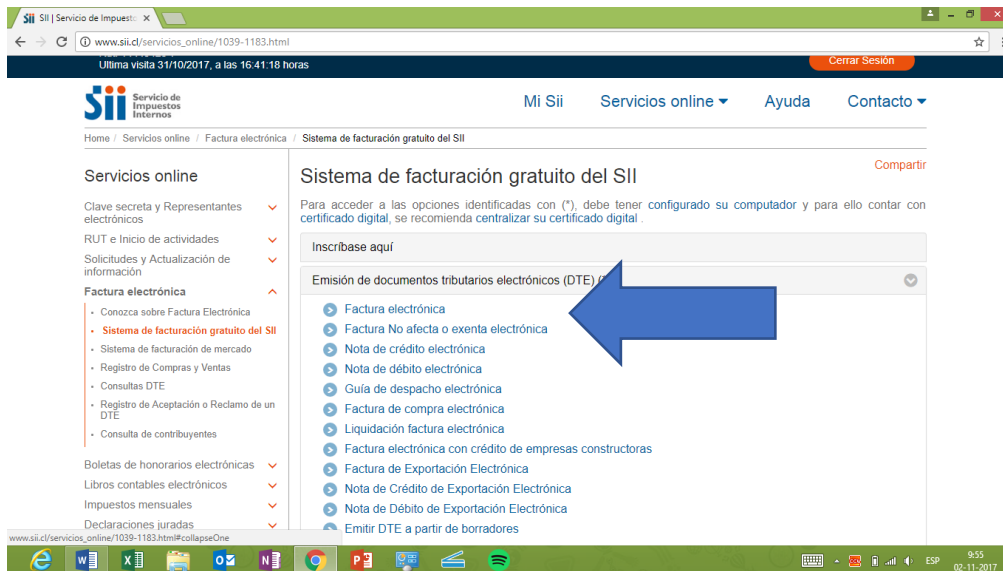 SII | Servicio de Impuesto
www.sii.cl/servicios_online/1039-1183.html
Ultima visita 31/10/2017, a las 16:41:18 horas
Cerrar Sesión
Sii Servicio de
Impuestos
Internos
Mi Sii Servicios online Ayuda Contacto
Home / Servicios online / Factura electrónica / Sistema de facturación gratuito del SII
Compartir
Servicios online
Clave secreta y Representantes
electrónicos
RUT e Inicio de actividades
Solicitudes y Actualización de
información
Factura electrónica
Conozca sobre Factura Electrónica
Sistema de facturación gratuito del SII
Sistema de facturación de mercado
Registro de Compras y Ventas
Consultas DTE
Registro de Aceptación o Reclamo de un
DTE
Consulta de contribuyentes
Boletas de honorarios electrónicas
Libros contables electrónicos
Impuestos mensuales
Declaraciones juradas
Sistema de facturación gratuito del SII
Para acceder a las opciones identificadas con (*), debe tener configurado su computador y para ello contar con
certificado digital, se recomienda centralizar su certificado digital .
Inscríbase aquí
Emisión de documentos tributarios electrónicos (DTE)
Factura electrónica
Factura No afecta o exenta electrónica
Nota de crédito electrónica
Nota de débito electrónica
Guía de despacho electrónica
Factura de compra electrónica
Liquidación factura electrónica
Factura electrónica con crédito de empresas constructoras
Factura de Exportación Electrónica
Nota de Crédito de Exportación Electrónica
Nota de Débito de Exportación Electrónica
Emitir DTE a partir de borradores
www.sii.cl/servicios_online/1039-1183.html#collapseOne
ESP
9:55
02-11-2017